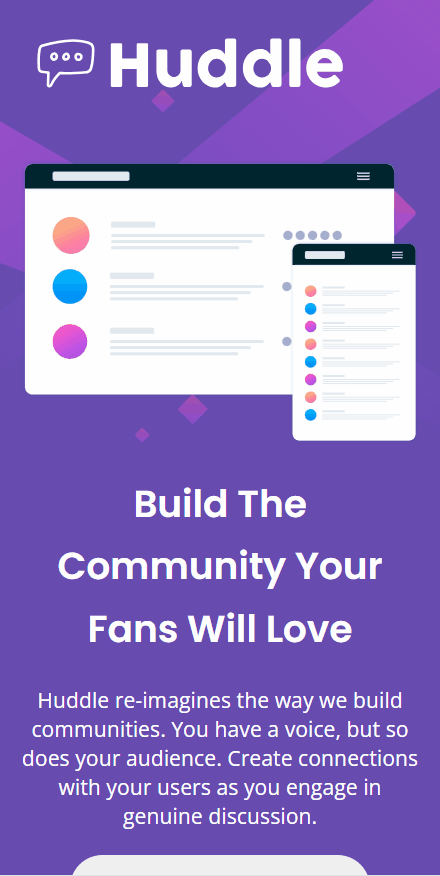 Huddle
Build The
Community Your
Fans Will Love
Huddle re-imagines the way we build
communities. You have a voice, but so
does your audience. Create connections
with your users as you engage in
genuine discussion.